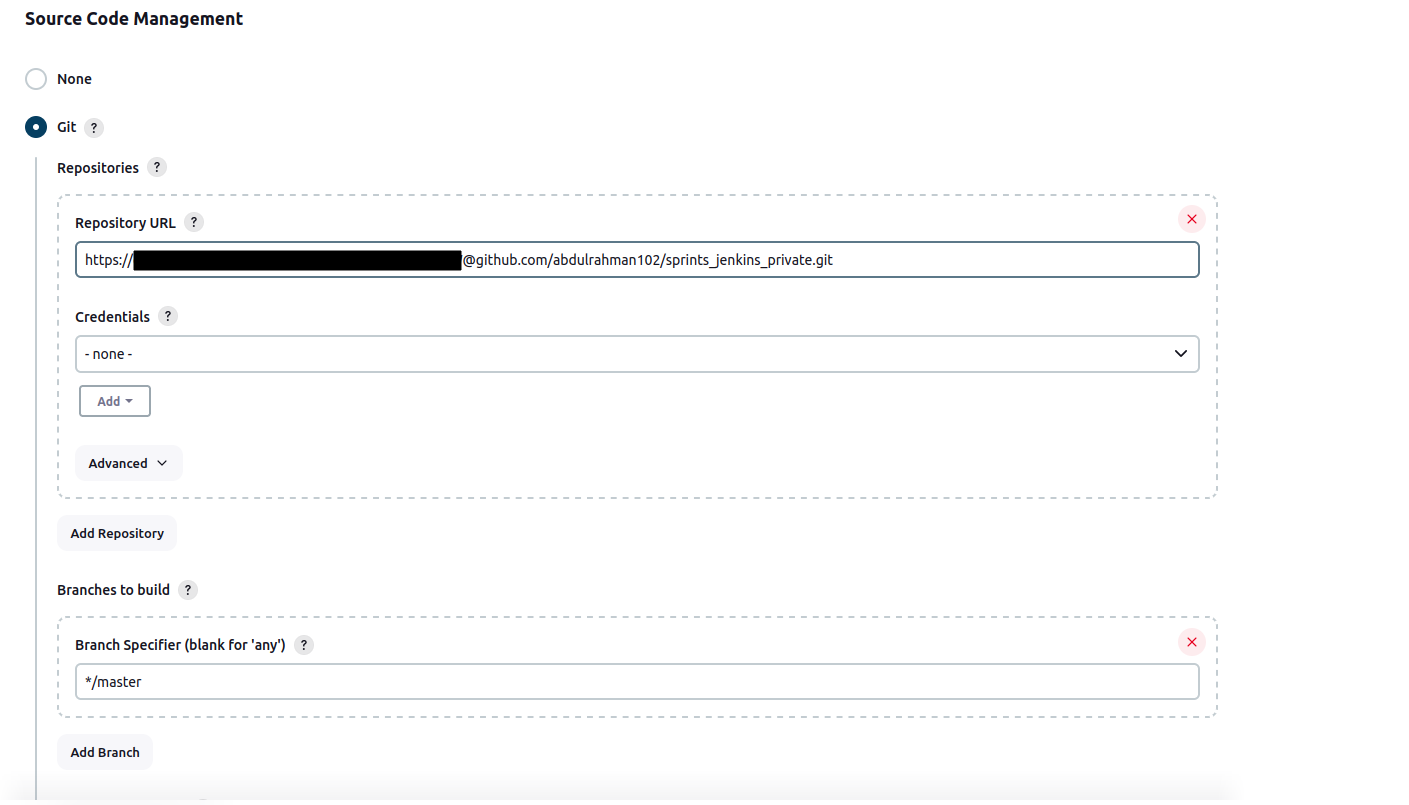 Source Code Management
None
Git ?
Repositories ?
Repository URL ?
https:// @github.com/abdulrahman102/sprints_jenkins_private.git
Credentials ?
- none -
Add
Advanced
Add Repository
Branches to build ?
Branch Specifier (blank for 'any') ?
*/master
Add Branch